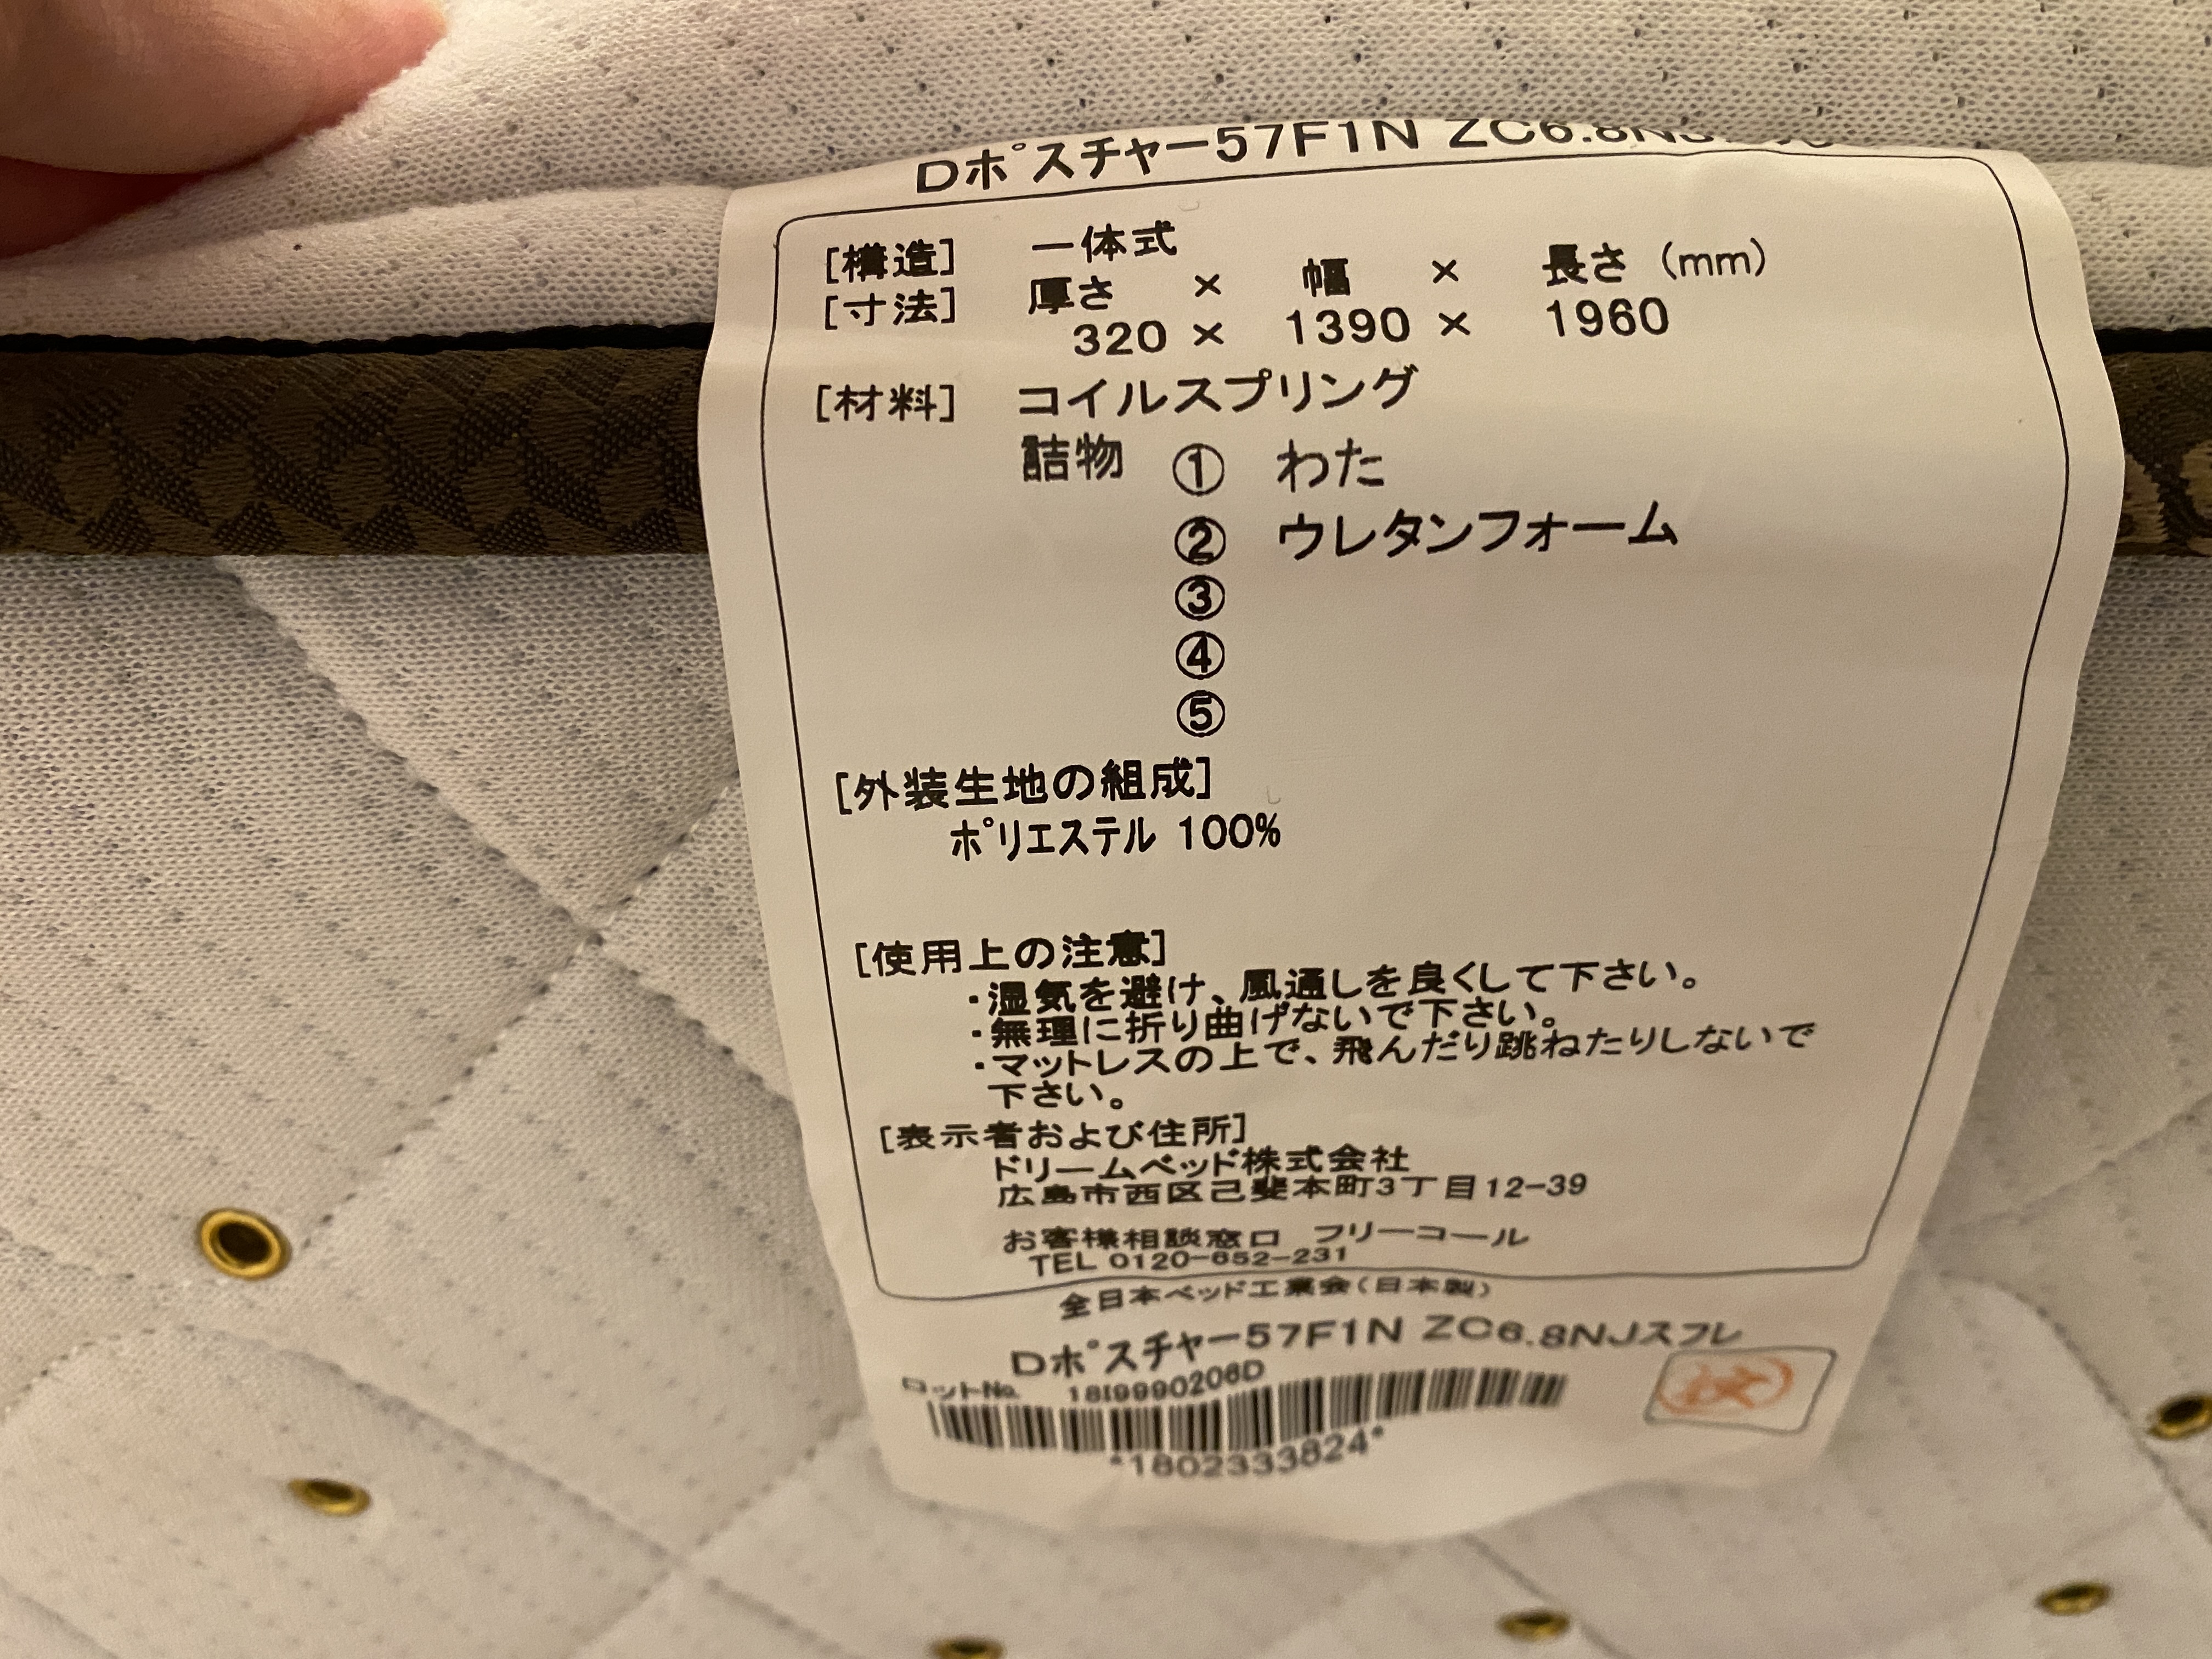 Dポスチャー57F1N ZC6.8NJ
[構造] 一体式
[寸法] 厚さ × 幅 × 長さ (mm)
320 × 1390 × 1960
[材料] コイルスプリング
詰物 ① わた
② ウレタンフォーム
③
④
⑤
[外装生地の組成]
ポリエステル 100%
[使用上の注意]
・湿気を避け、風通しを良くして下さい。
・無理に折り曲げないで下さい。
・マットレスの上で、飛んだり跳ねたりしないで
下さい。
[表示者および住所]
ドリームベッド株式会社
広島市西区己斐本町3丁目12-39
お客様相談窓口 フリーコール
TEL 0120-652-231
全日本ベッド工業会(日本製)
Dポスチャー57F1N ZC6.8NJスフレ
ロットNo. 18I9990206D
*1802333824*